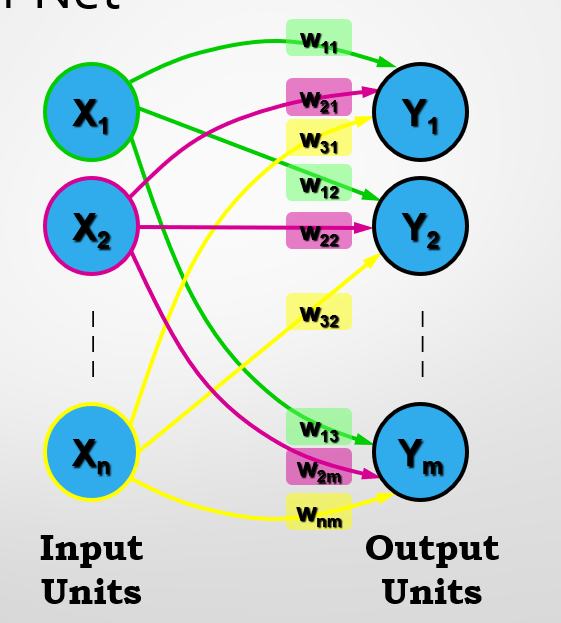 Net
w11
X1
w21
Y1
w31
w12
X2
w22
Y2
w32
w13
Xn
w2m
Ym
wnm
Input
Units
Output
Units